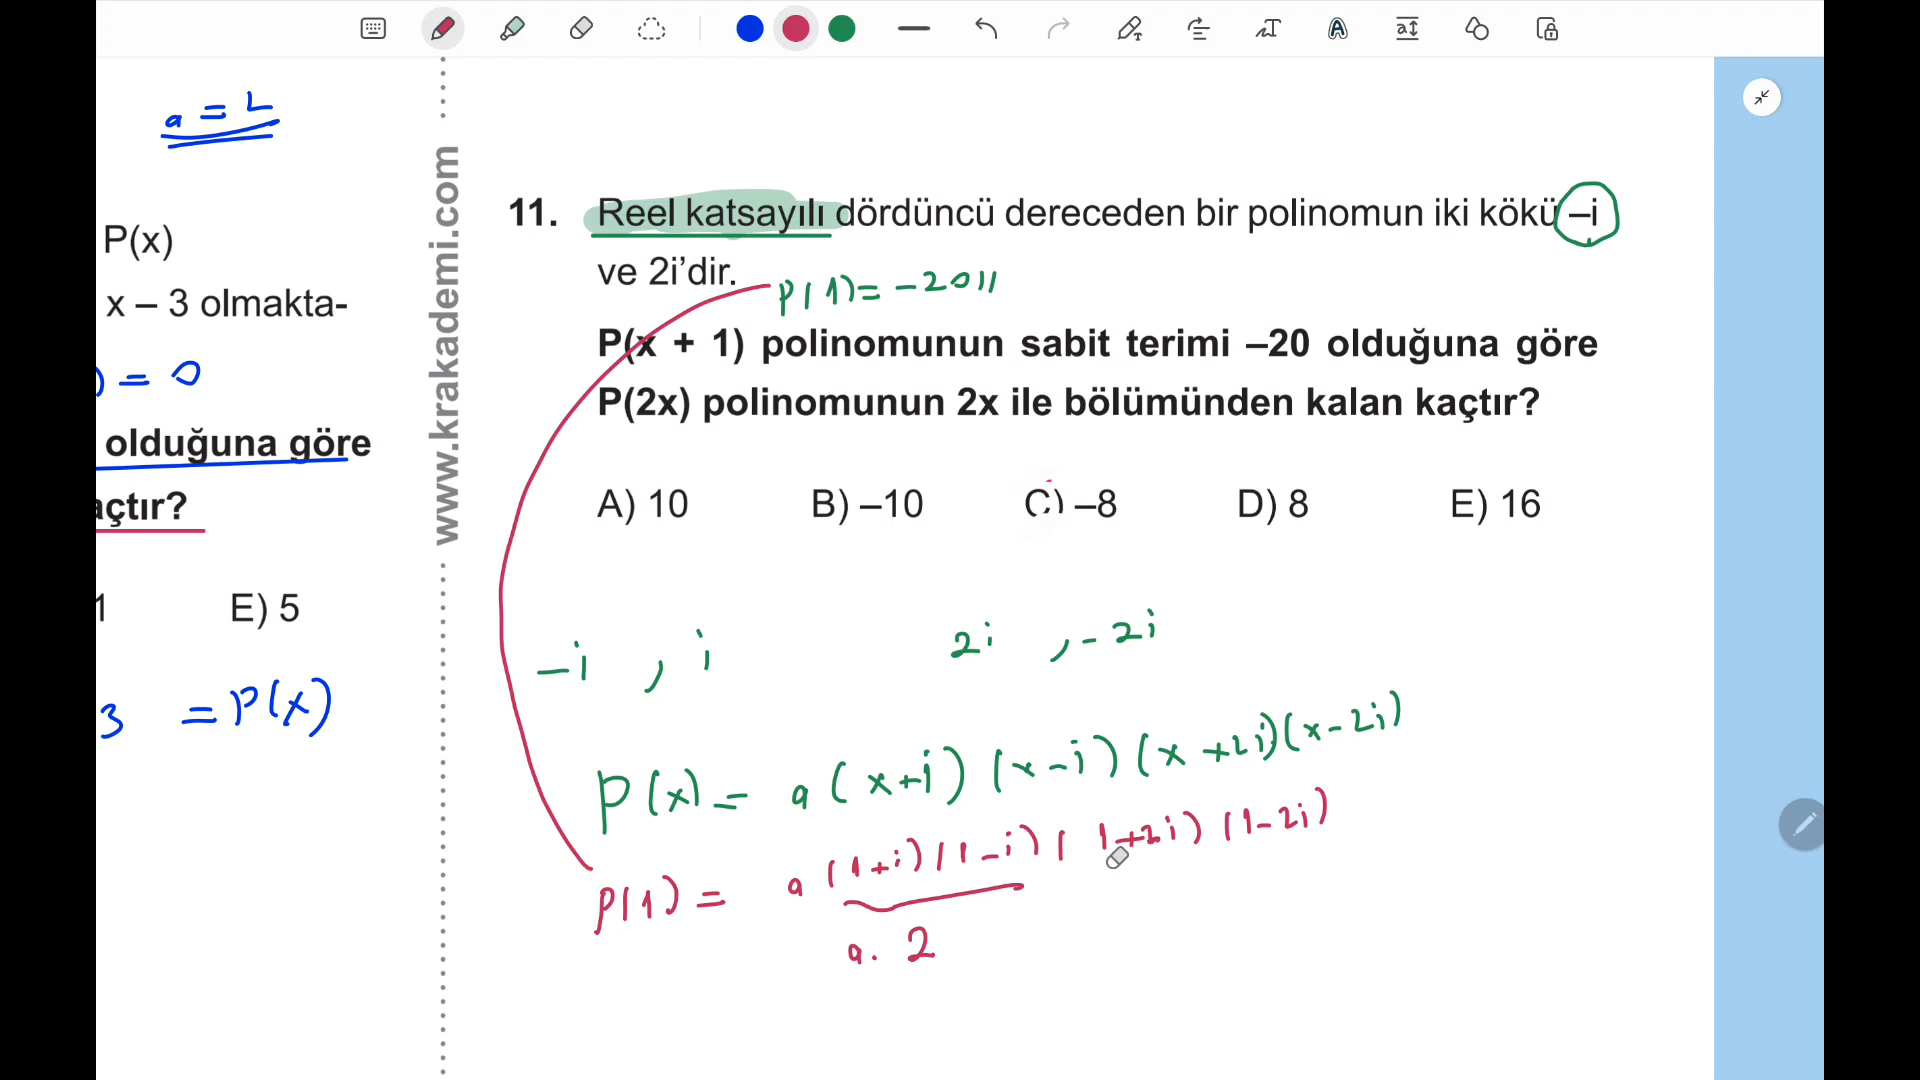 a = 2
P(x)
x – 3 olmakta-
) = 0
olduğuna göre
açtır?
1 E) 5
3 = P(x)
www.krakademi.com
11. Reel katsayılı dördüncü dereceden bir polinomun iki kökü –i
ve 2i’dir.
P(1) = -20 11
P(x + 1) polinomunun sabit terimi –20 olduğuna göre
P(2x) polinomunun 2x ile bölümünden kalan kaçtır?
A) 10 B) –10 C) –8 D) 8 E) 16
-i , i 2i , -2i
P(x) = a (x+i) (x-i) (x+2i) (x-2i)
P(1) = a (1+i) (1-i) (1+2i) (1-2i)
a. 2